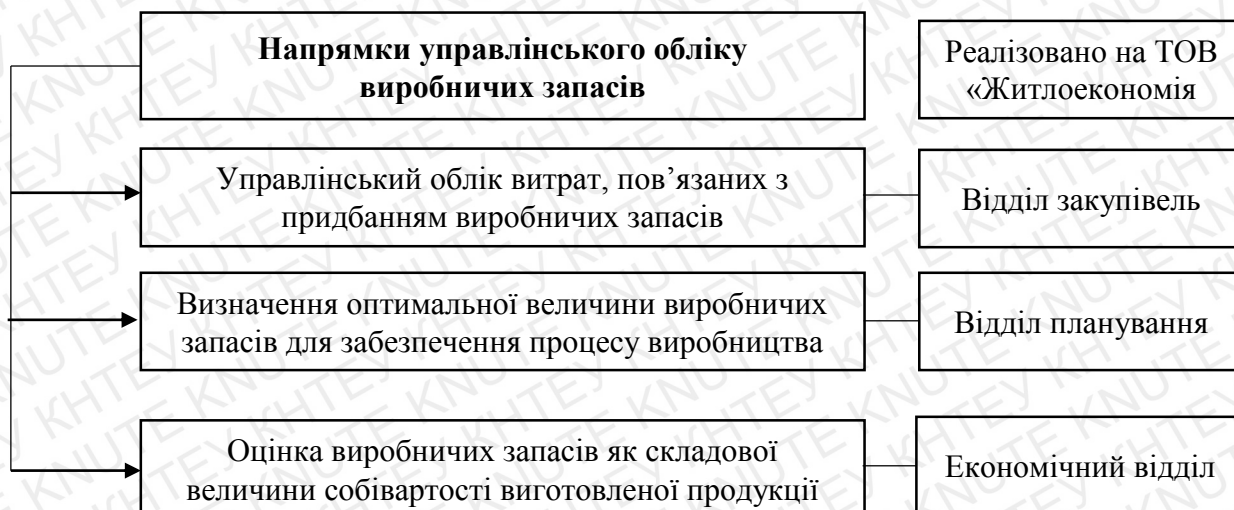 Напрямки управлінського обліку
виробничих запасів
Реалізовано на ТОВ
«Житлоекономія
Управлінський облік витрат, пов’язаних з
придбанням виробничих запасів
Відділ закупівель
Визначення оптимальної величини виробничих
запасів для забезпечення процесу виробництва
Відділ планування
Оцінка виробничих запасів як складової
величини собівартості виготовленої продукції
Економічний відділ